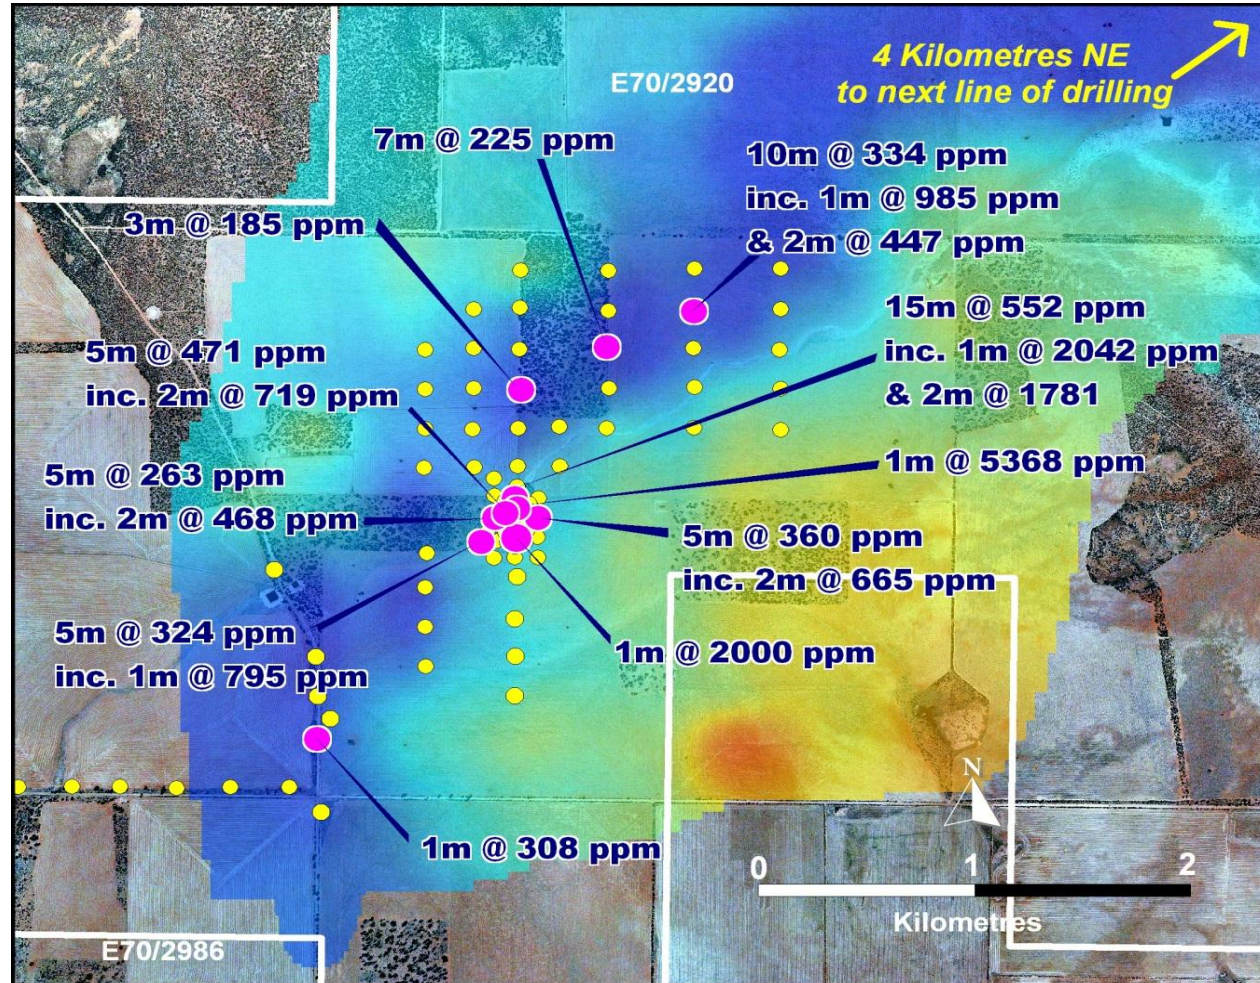 4 Kilometres NE
to next line of drilling
E70/2920
7m @ 225 ppm
10m @ 334 ppm
inc. 1m @ 985 ppm
& 2m @ 447 ppm
3m @ 185 ppm
15m @ 552 ppm
inc. 1m @ 2042 ppm
& 2m @ 1781
5m @ 471 ppm
inc. 2m @ 719 ppm
1m @ 5368 ppm
5m @ 263 ppm
inc. 2m @ 468 ppm
5m @ 360 ppm
inc. 2m @ 665 ppm
5m @ 324 ppm
inc. 1m @ 795 ppm
1m @ 2000 ppm
1m @ 308 ppm
N
0 1 2
Kilometres
E70/2986